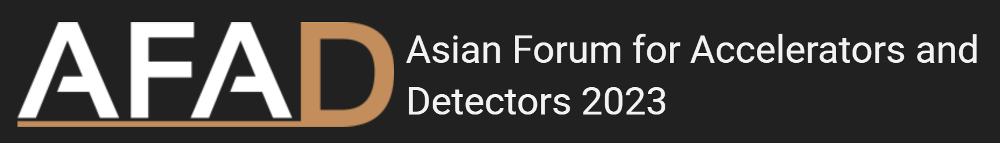 AFAD
Asian Forum for Accelerators and
Detectors 2023